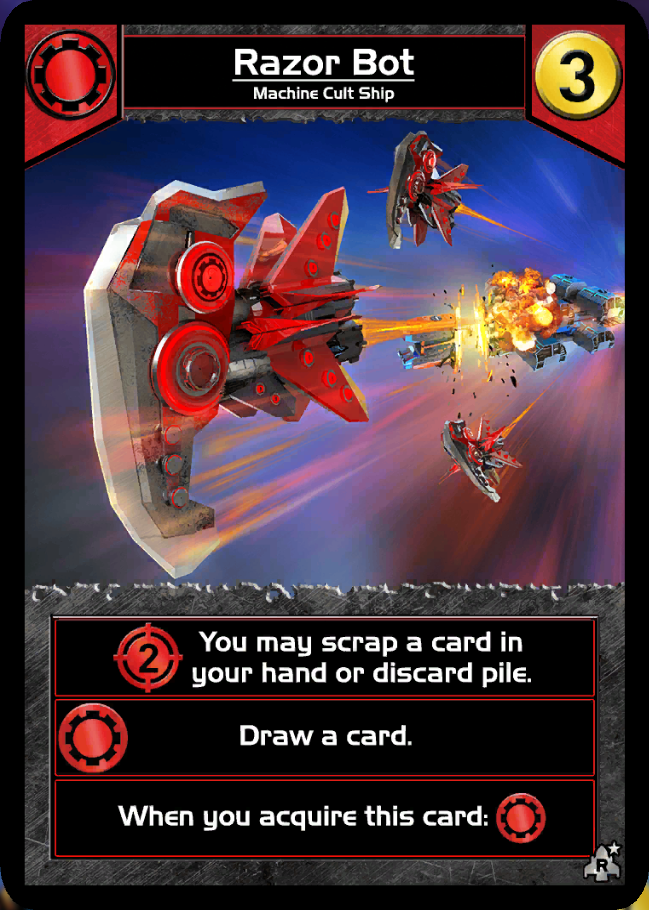 Razor Bot
Machine Cult Ship
3
2
You may scrap a card in
your hand or discard pile.
Draw a card.
When you acquire this card:
R